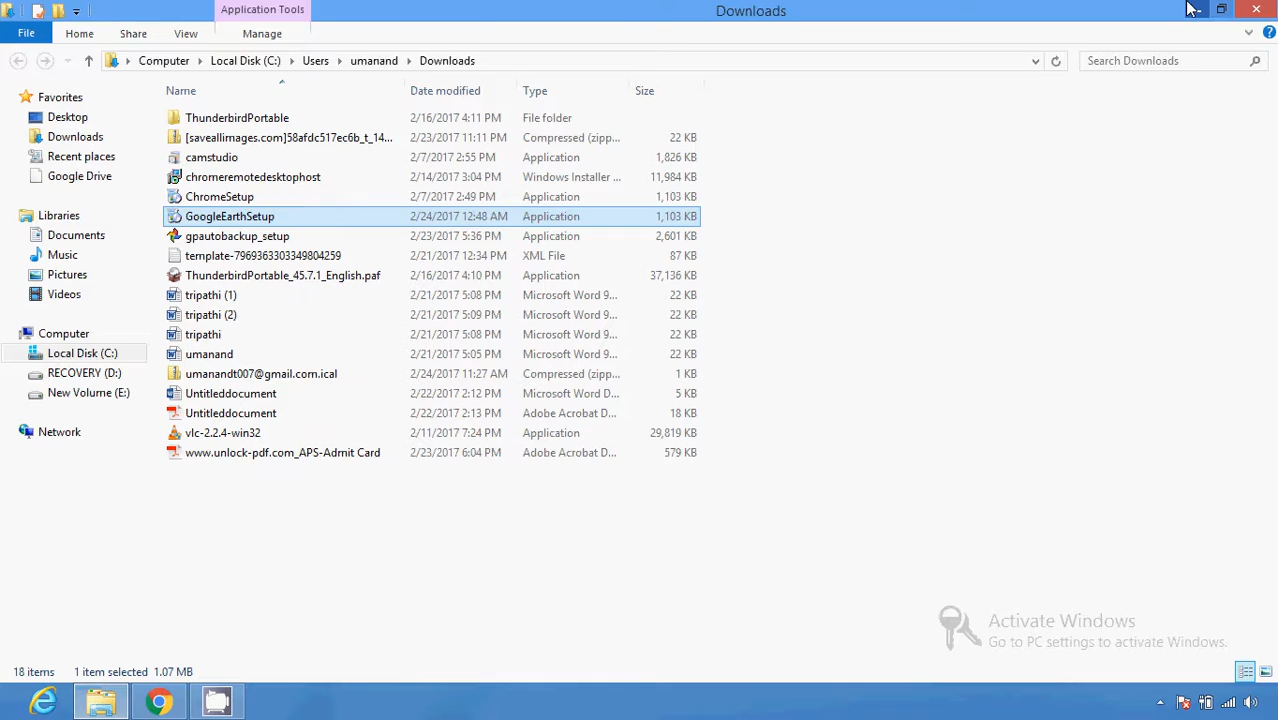 Application Tools
Downloads
File Home Share View Manage
Computer Local Disk (C:) Users umanand Downloads
Search Downloads
Name Date modified Type Size
Favorites
Desktop
Downloads
Recent places
Google Drive
Libraries
Documents
Music
Pictures
Videos
Computer
Local Disk (C:)
RECOVERY (D:)
New Volume (E:)
Network
ThunderbirdPortable 2/16/2017 4:11 PM File folder
[saveallimages.com]58afdc517ec6b_t_14... 2/23/2017 11:11 PM Compressed (zipp... 22 KB
camstudio 2/7/2017 2:55 PM Application 1,826 KB
chromeremotedesktophost 2/14/2017 3:04 PM Windows Installer ... 11,984 KB
ChromeSetup 2/7/2017 2:49 PM Application 1,103 KB
GoogleEarthSetup 2/24/2017 12:48 AM Application 1,103 KB
gpautobackup_setup 2/23/2017 5:36 PM Application 2,601 KB
template-7969363303349804259 2/21/2017 12:34 PM XML File 87 KB
ThunderbirdPortable_45.7.1_English.paf 2/16/2017 4:10 PM Application 37,136 KB
tripathi (1) 2/21/2017 5:08 PM Microsoft Word 9... 22 KB
tripathi (2) 2/21/2017 5:09 PM Microsoft Word 9... 22 KB
tripathi 2/21/2017 5:08 PM Microsoft Word 9... 22 KB
umanand 2/21/2017 5:05 PM Microsoft Word 9... 22 KB
umanandt007@gmail.com.ical 2/24/2017 11:27 AM Compressed (zipp... 1 KB
Untitleddocument 2/22/2017 2:12 PM Microsoft Word D... 5 KB
Untitleddocument 2/22/2017 2:13 PM Adobe Acrobat D... 18 KB
vlc-2.2.4-win32 2/11/2017 7:24 PM Application 29,819 KB
www.unlock-pdf.com_APS-Admit Card 2/23/2017 6:04 PM Adobe Acrobat D... 579 KB
Activate Windows
Go to PC settings to activate Windows.
18 items 1 item selected 1.07 MB